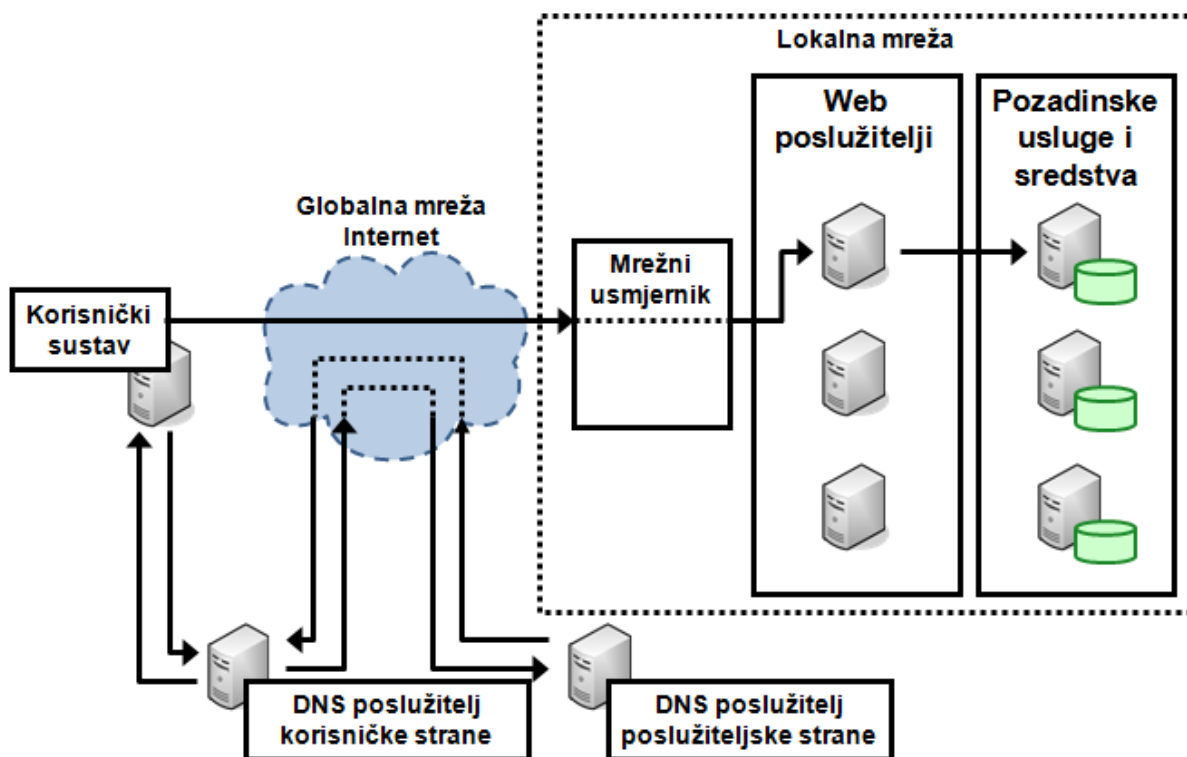 Lokalna mreža
Web
poslužitelji
Pozadinske
usluge i
sredstva
Globalna mreža
Internet
Mrežni
usmjernik
Korisnički
sustav
DNS poslužitelj
korisničke strane
DNS poslužitelj
poslužiteljske strane